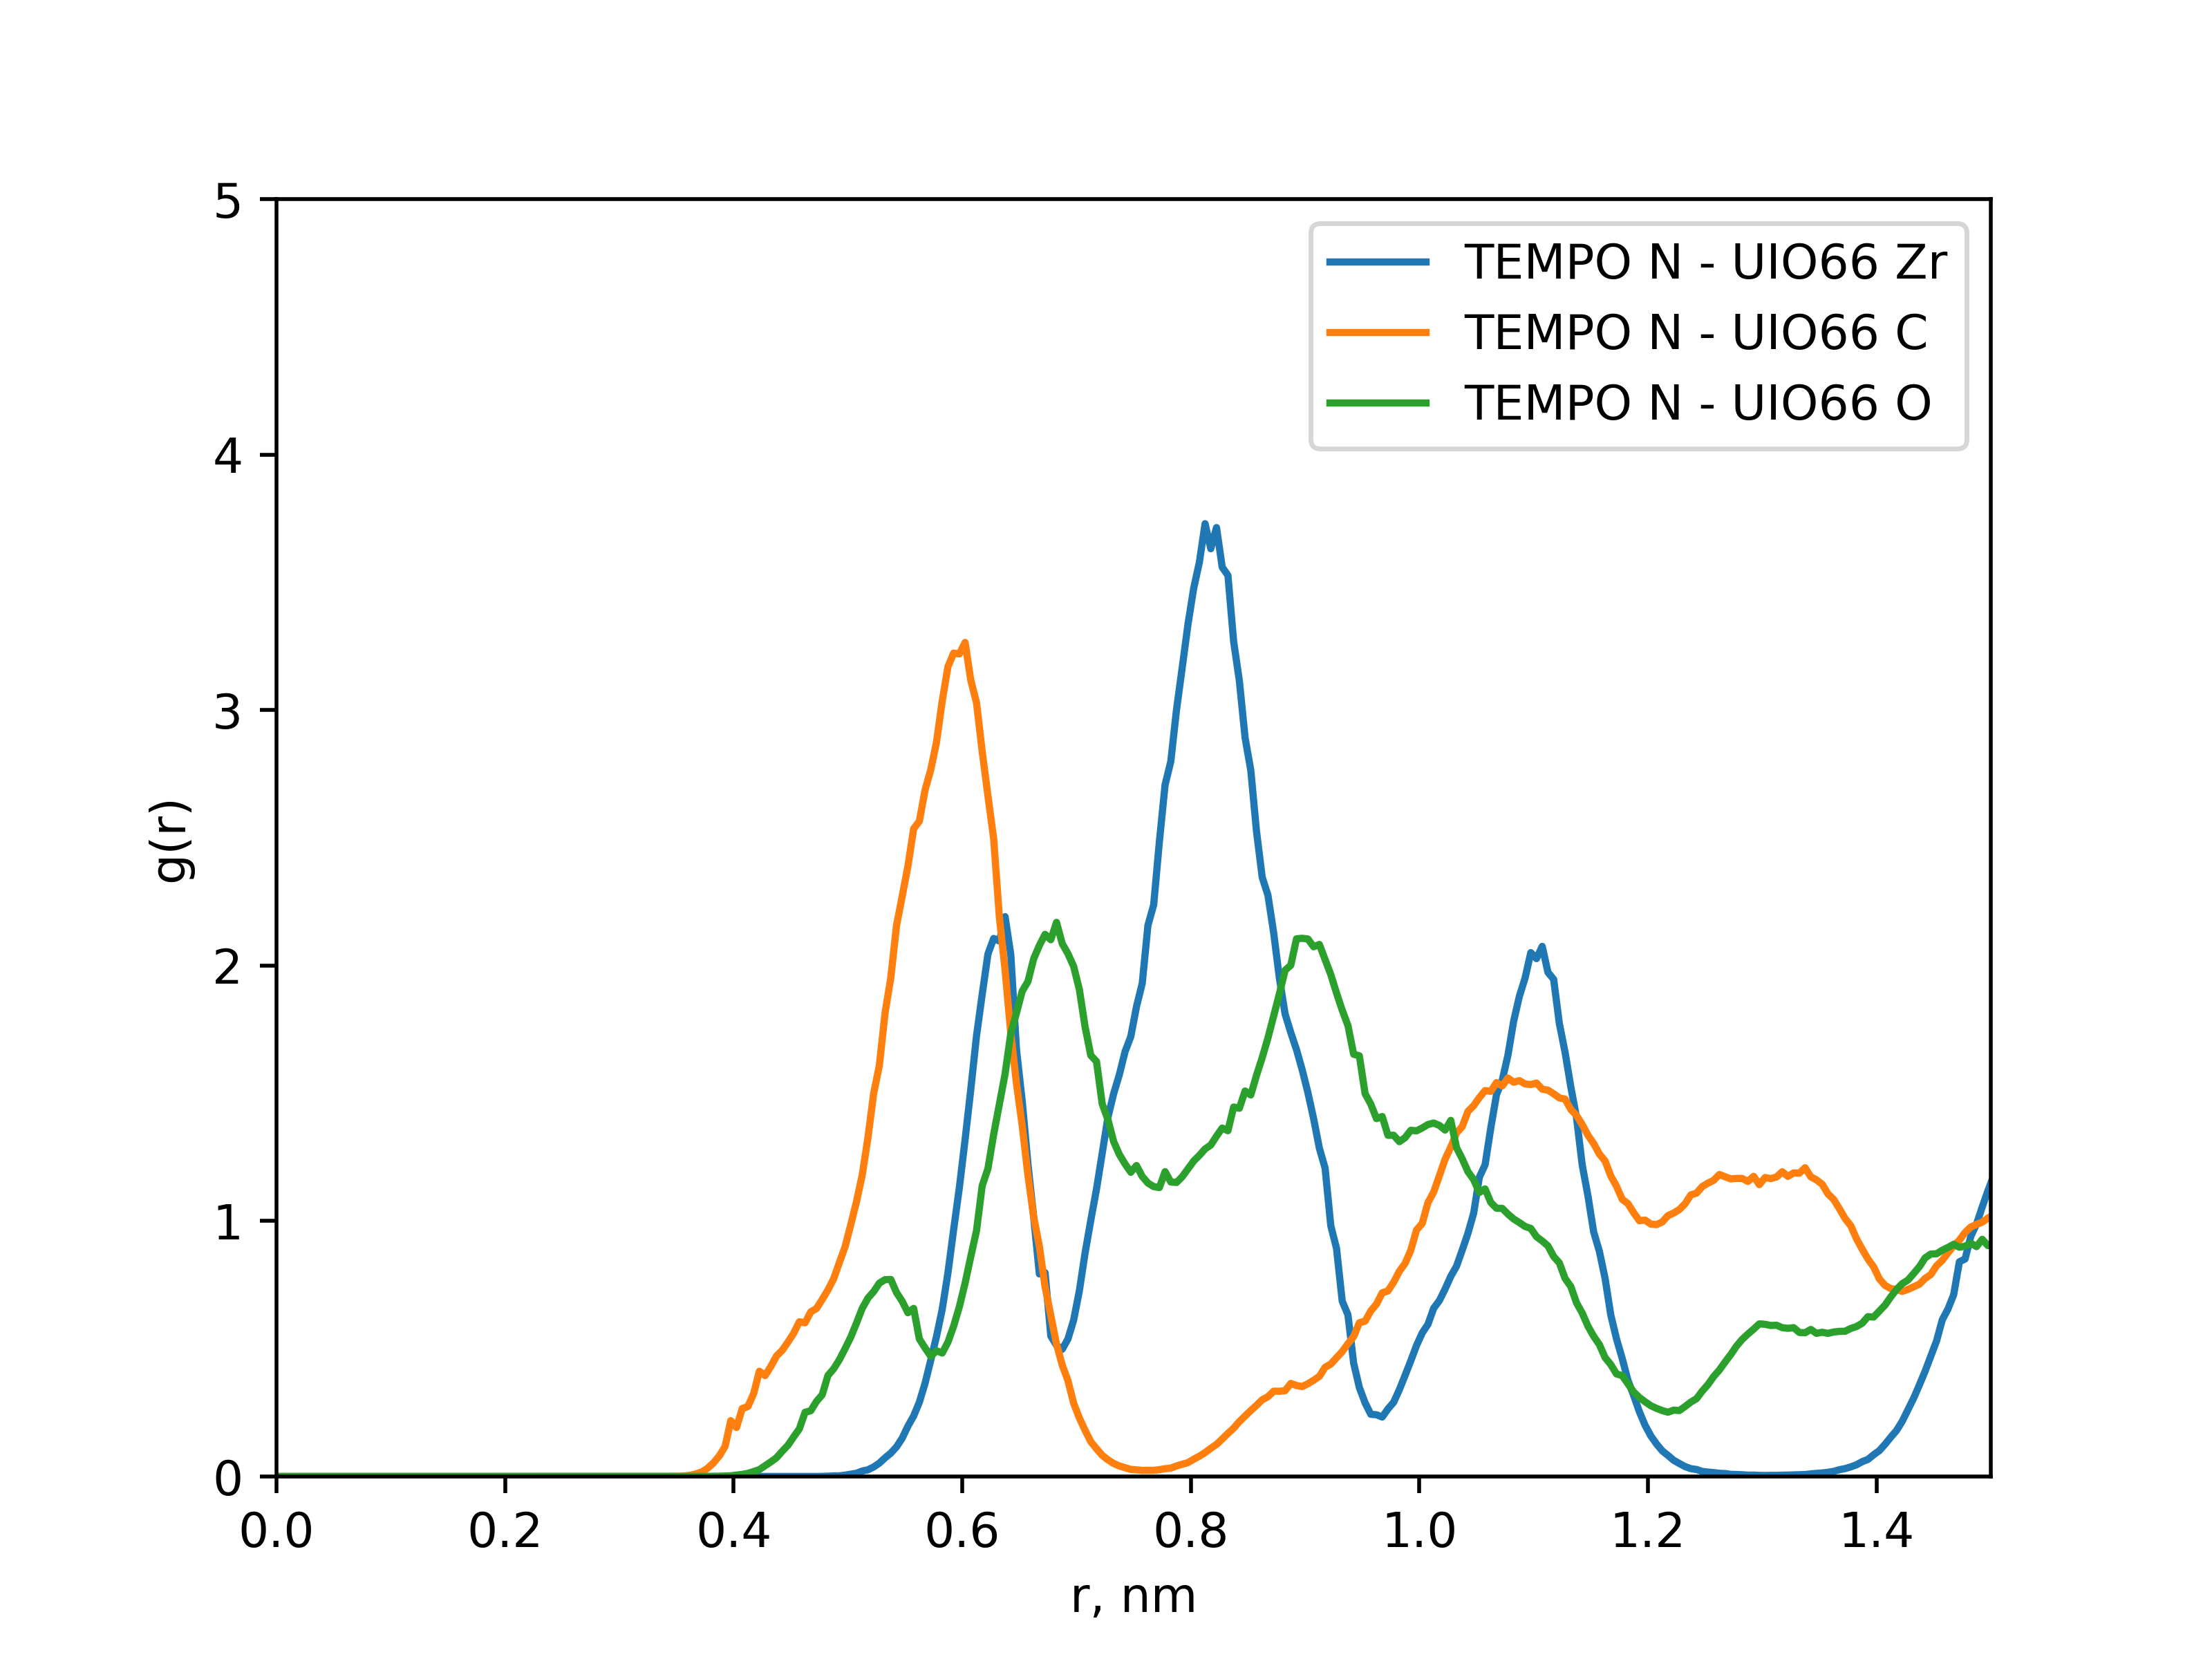 5
4
3
2
1
0
g(r)
TEMPO N - UIO66 Zr
TEMPO N - UIO66 C
TEMPO N - UIO66 O
0.0 0.2 0.4 0.6 0.8 1.0 1.2 1.4
r, nm